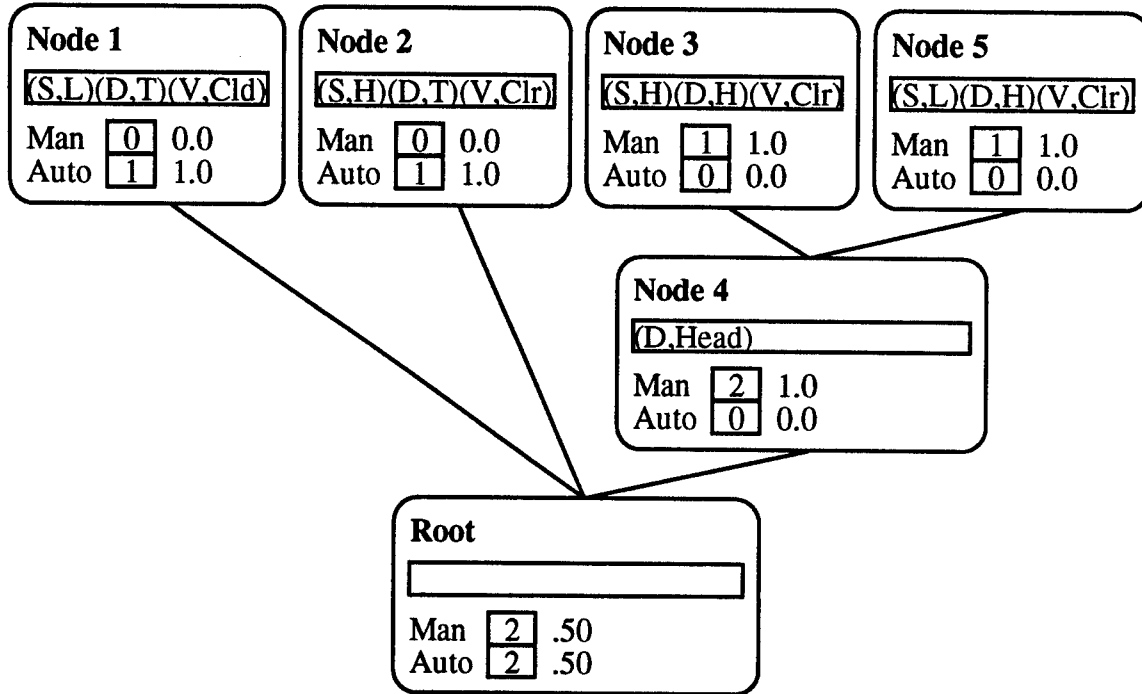 Node 1
(S,L)(D,T)(V,Cld)
Man 0 0.0
Auto 1 1.0
Node 2
(S,H)(D,T)(V,Clr)
Man 0 0.0
Auto 1 1.0
Node 3
(S,H)(D,H)(V,Clr)
Man 1 1.0
Auto 0 0.0
Node 5
(S,L)(D,H)(V,Clr)
Man 1 1.0
Auto 0 0.0
Node 4
(D,Head)
Man 2 1.0
Auto 0 0.0
Root
Man 2 .50
Auto 2 .50